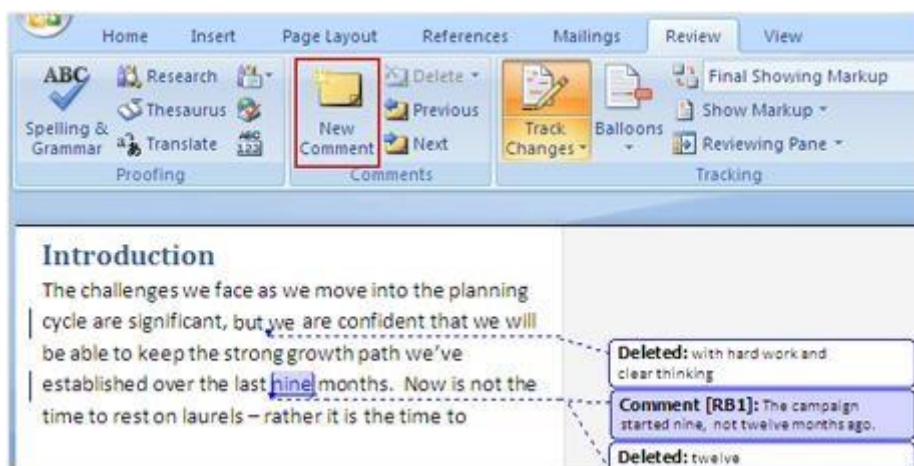 Home Insert Page Layout References Mailings Review View
ABC Research Delete Final Showing Markup
Thesaurus Previous Show Markup
Spelling & Grammar Translate ABC 123 New Comment Next Track Changes Balloons Reviewing Pane
Proofing Comments Tracking
Introduction
The challenges we face as we move into the planning
cycle are significant, but we are confident that we will
be able to keep the strong growth path we've
established over the last nine months. Now is not the
time to rest on laurels – rather it is the time to
Deleted: with hard work and
clear thinking
Comment [RB1]: The campaign
started nine, not twelve months ago.
Deleted: twelve